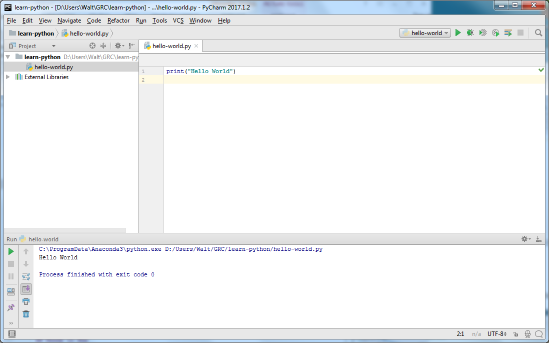 learn-python - [D:\Users\Walt\GRC\learn-python] - ...\hello-world.py - PyCharm 2017.1.2
File Edit View Navigate Code Refactor Run Tools VCS Window Help
learn-python hello-world.py hello-world
Project hello-world.py
learn-python D:\Users\Walt\GRC\learn-py
hello-world.py
External Libraries
1 print("Hello World")
2
Run hello-world
C:\ProgramData\Anaconda3\python.exe D:/Users/Walt/GRC/learn-python/hello-world.py
Hello World
Process finished with exit code 0
2:1 n/a UTF-8